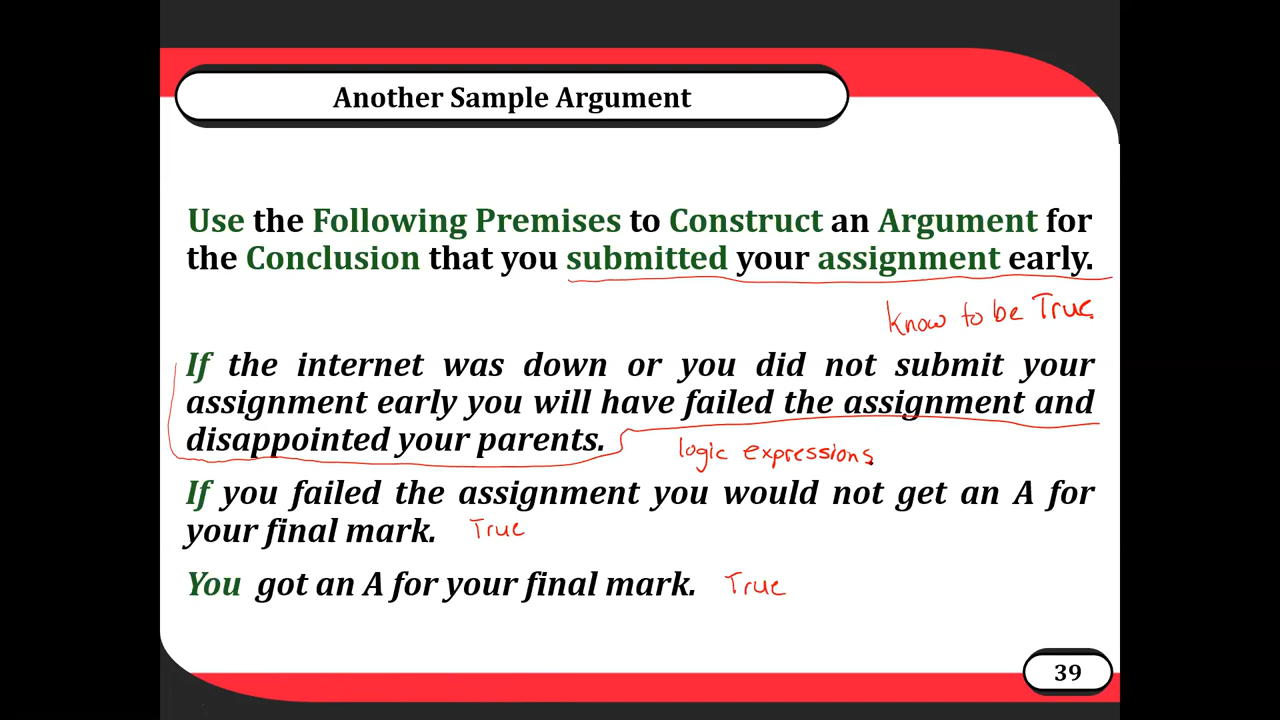 Another Sample Argument
Use the Following Premises to Construct an Argument for
the Conclusion that you submitted your assignment early.
know to be True
If the internet was down or you did not submit your
assignment early you will have failed the assignment and
disappointed your parents.
logic expressions
If you failed the assignment you would not get an A for
your final mark. True
You got an A for your final mark. True
39